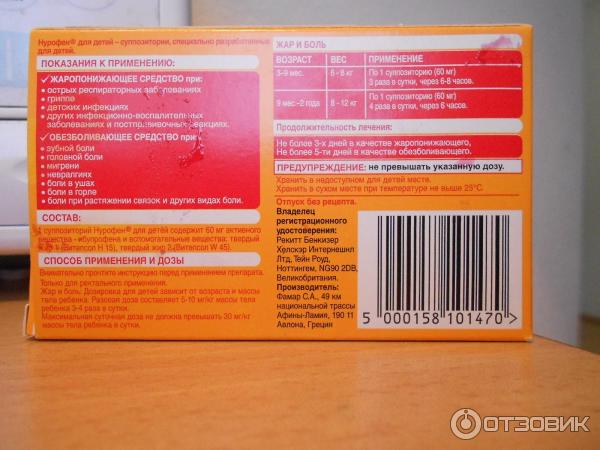 Нурофен® для детей – суппозитории, специально разработанные
для детей.
ПОКАЗАНИЯ К ПРИМЕНЕНИЮ:
✓ ЖАРОПОНИЖАЮЩЕЕ СРЕДСТВО при:
• острых респираторных заболеваниях
• гриппе
• детских инфекциях
• других инфекционно-воспалительных
заболеваниях и постпрививочных реакциях.
✓ ОБЕЗБОЛИВАЮЩЕЕ СРЕДСТВО при:
• зубной боли
• головной боли
• мигрени
• невралгиях
• боли в ушах
• боли в горле
• боли при растяжении связок и других видах боли.
СОСТАВ:
1 суппозиторий Нурофен® для детей содержит 60 мг активного
вещества - ибупрофена и вспомогательные вещества: твердый
жир 1 (Витепсол H 15), твердый жир 2 (Витепсол W 45).
СПОСОБ ПРИМЕНЕНИЯ И ДОЗЫ
Внимательно прочтите инструкцию перед применением препарата.
Только для ректального применения.
Жар и боль: Дозировка для детей зависит от возраста и массы
тела ребенка. Разовая доза составляет 5-10 мг/кг массы
тела ребенка 3-4 раза в сутки.
Максимальная суточная доза не должна превышать 30 мг/кг
массы тела ребенка в сутки.
ЖАР И БОЛЬ
ВОЗРАСТ ВЕС ПРИМЕНЕНИЕ
3-9 мес. 6 - 8 кг По 1 суппозиторию (60 мг)
3 раза в сутки, через 6-8 часов.
9 мес.-2 года 8 - 12 кг По 1 суппозиторию (60 мг)
4 раза в сутки, через 6 часов.
Продолжительность лечения:
Не более 3-х дней в качестве жаропонижающего,
Не более 5-ти дней в качестве обезболивающего.
ПРЕДУПРЕЖДЕНИЕ: не превышать указанную дозу.
Хранить в недоступном для детей месте.
Хранить в сухом месте при температуре не выше 25°С.
Отпуск без рецепта.
Владелец
регистрационного
удостоверения:
Рекитт Бенкизер
Хелскэр Интернешнл
Лтд, Тейн Роуд,
Ноттингем, NG90 2DB,
Великобритания.
Производитель:
Фамар С.А., 49 км
национальной трассы
Афины-Ламия, 190 11
Авлона, Греция
5 000158 101470 >
ОТЗОВИК